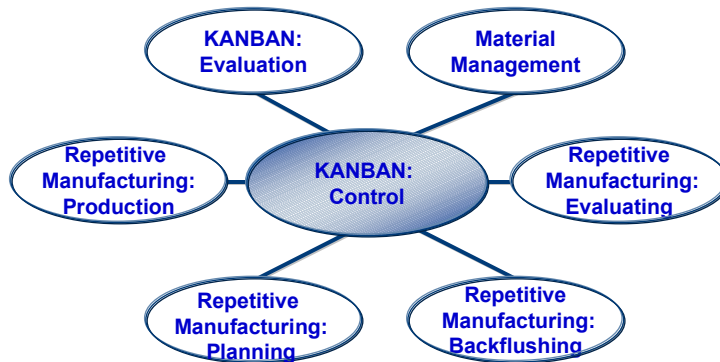 KANBAN:
Evaluation
Material
Management
Repetitive
Manufacturing:
Production
KANBAN:
Control
Repetitive
Manufacturing:
Evaluating
Repetitive
Manufacturing:
Planning
Repetitive
Manufacturing:
Backflushing